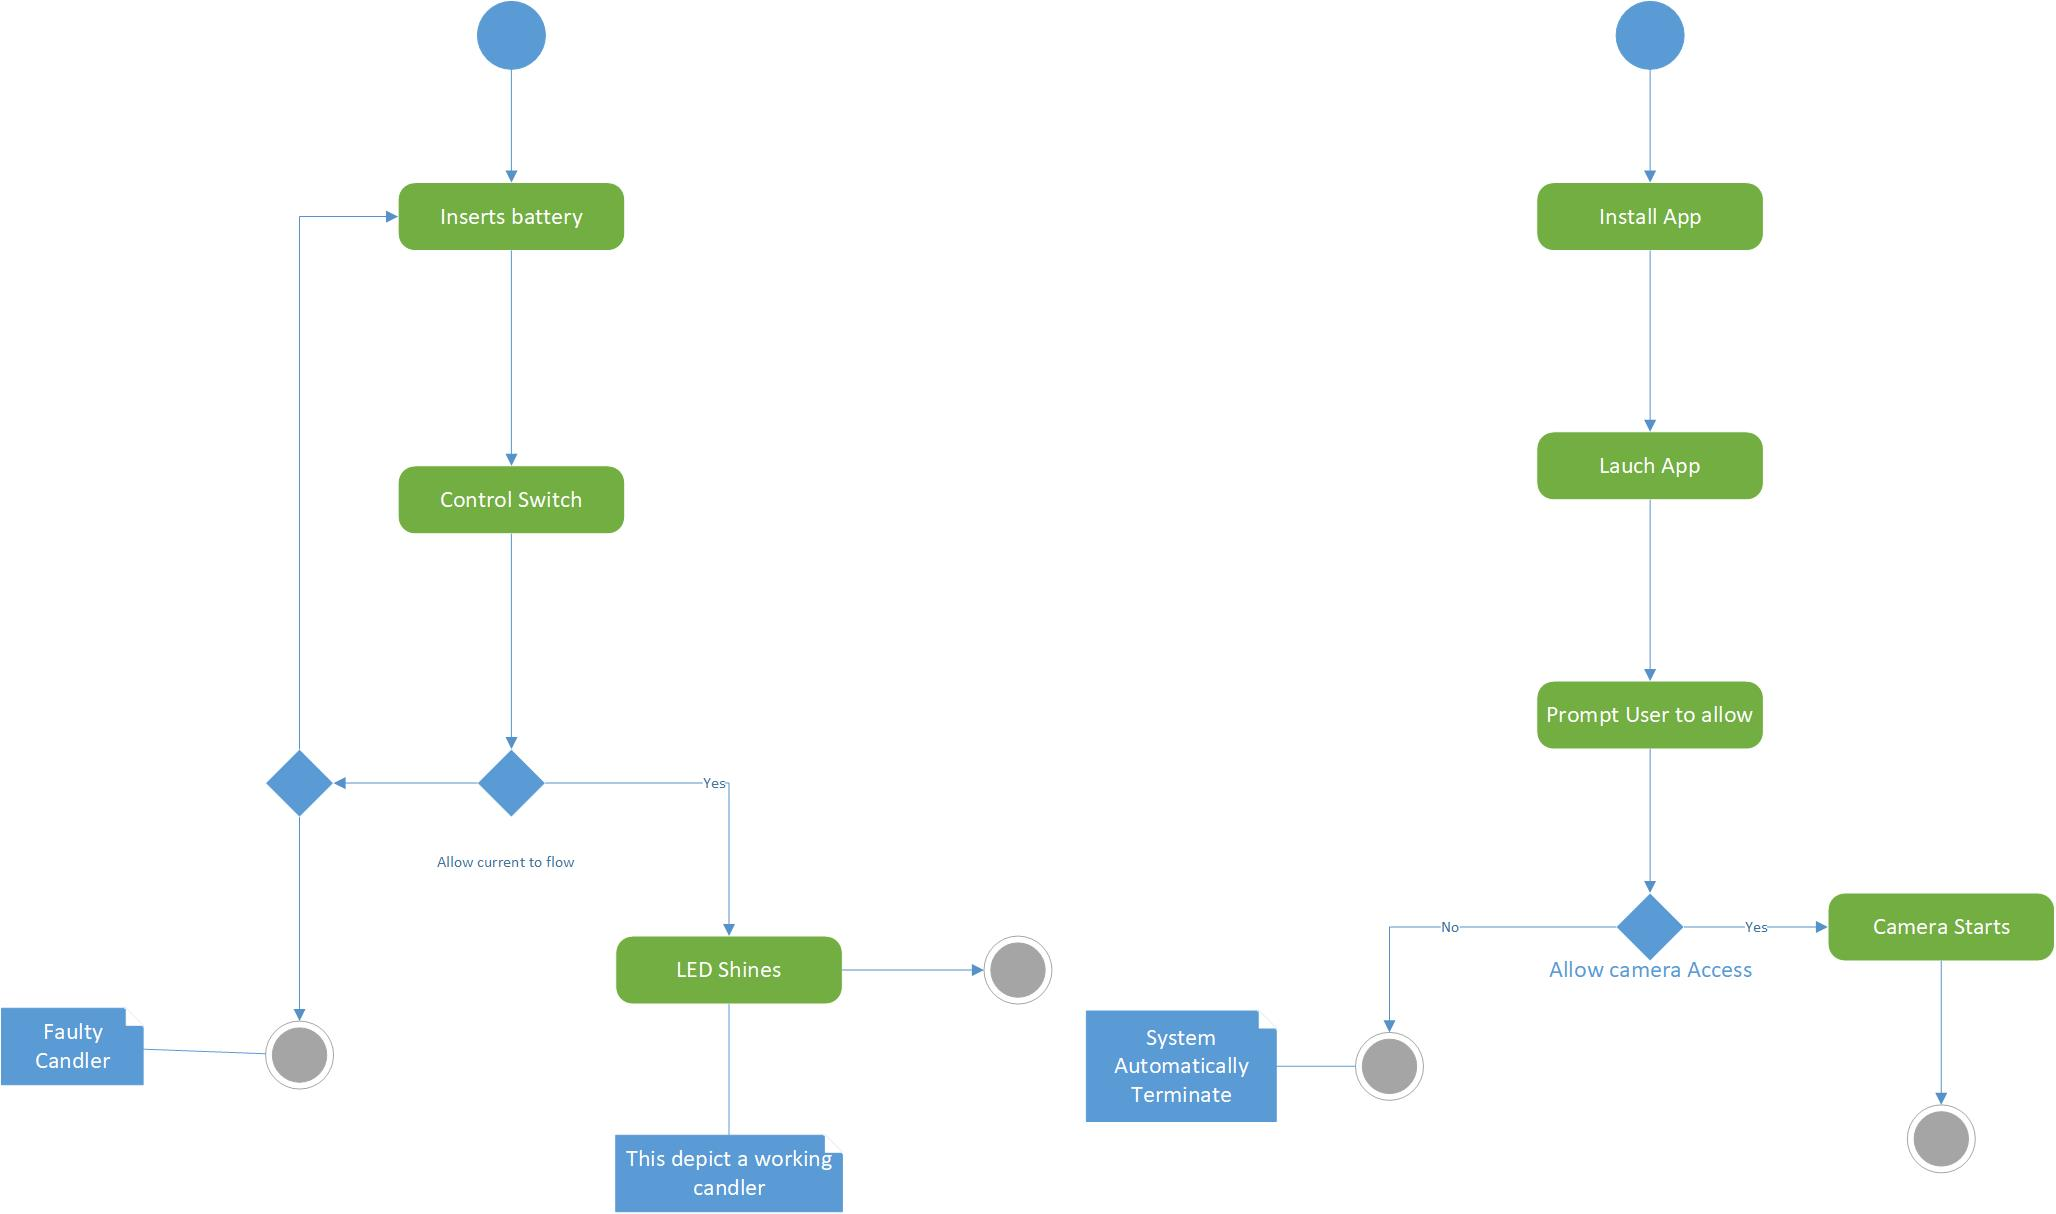 Inserts battery
Control Switch
Yes
Allow current to flow
LED Shines
Faulty
Candler
This depict a working
candler
Install App
Lauch App
Prompt User to allow
No
Yes
Camera Starts
Allow camera Access
System
Automatically
Terminate